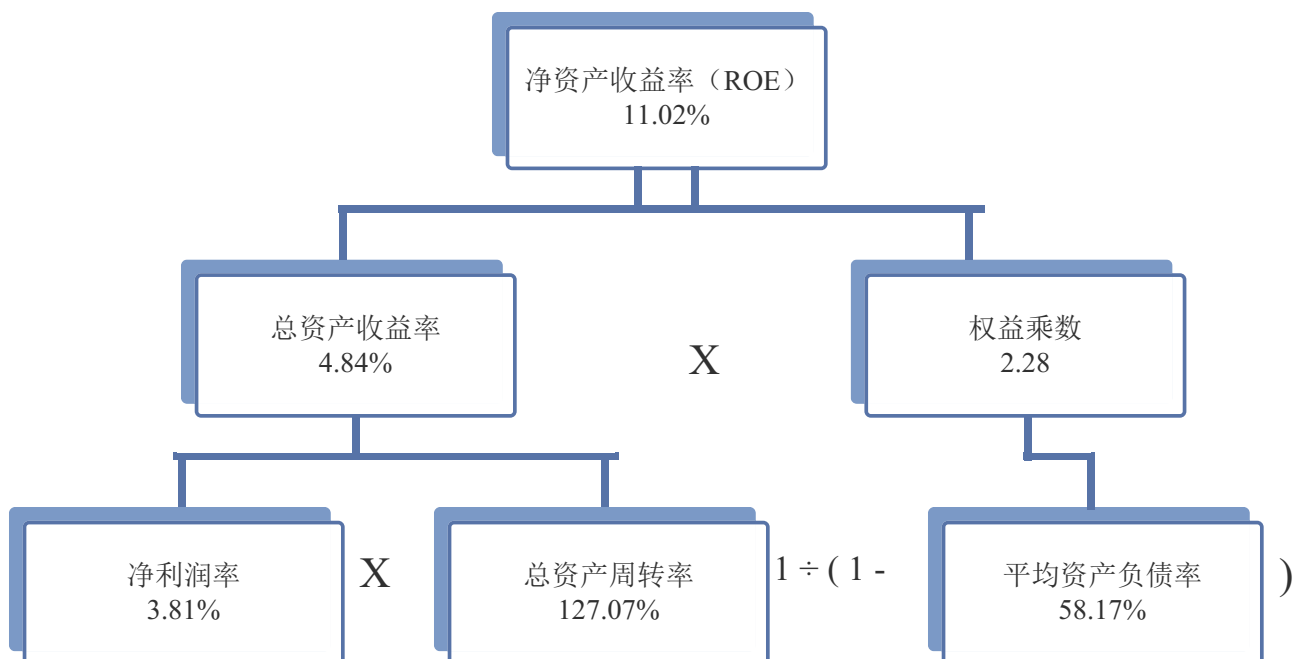 净资产收益率（ROE）
11.02%
总资产收益率
4.84%
X
权益乘数
2.28
净利润率
3.81%
X
总资产周转率
127.07%
1 ÷ ( 1 -
平均资产负债率
58.17%
)